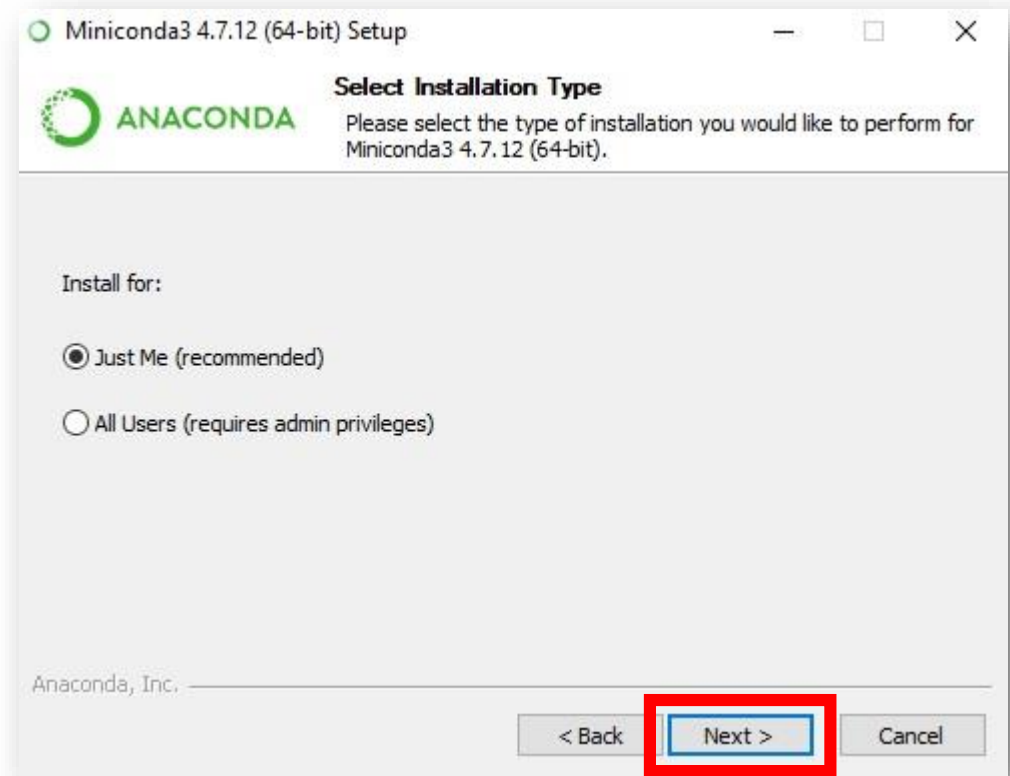 Miniconda3 4.7.12 (64-bit) Setup
ANACONDA
Select Installation Type
Please select the type of installation you would like to perform for
Miniconda3 4.7.12 (64-bit).
Install for:
Just Me (recommended)
All Users (requires admin privileges)
Anaconda, Inc.
< Back Next > Cancel